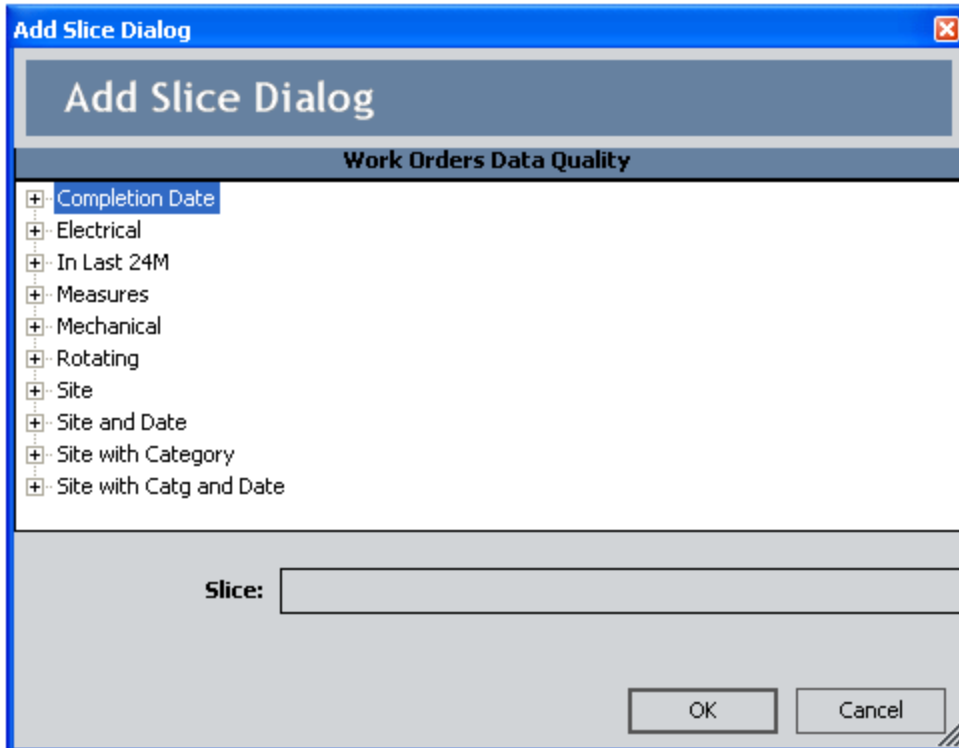 Add Slice Dialog
Add Slice Dialog
Work Orders Data Quality
Completion Date
Electrical
In Last 24M
Measures
Mechanical
Rotating
Site
Site and Date
Site with Category
Site with Catg and Date
Slice:
OK Cancel